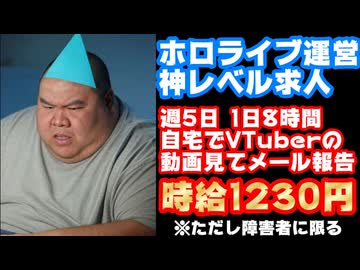 ホロライブ運営
神レベル求人
週5日 1日8時間
自宅でVTuberの
動画見てメール報告
時給1230円
※ただし障害者に限る